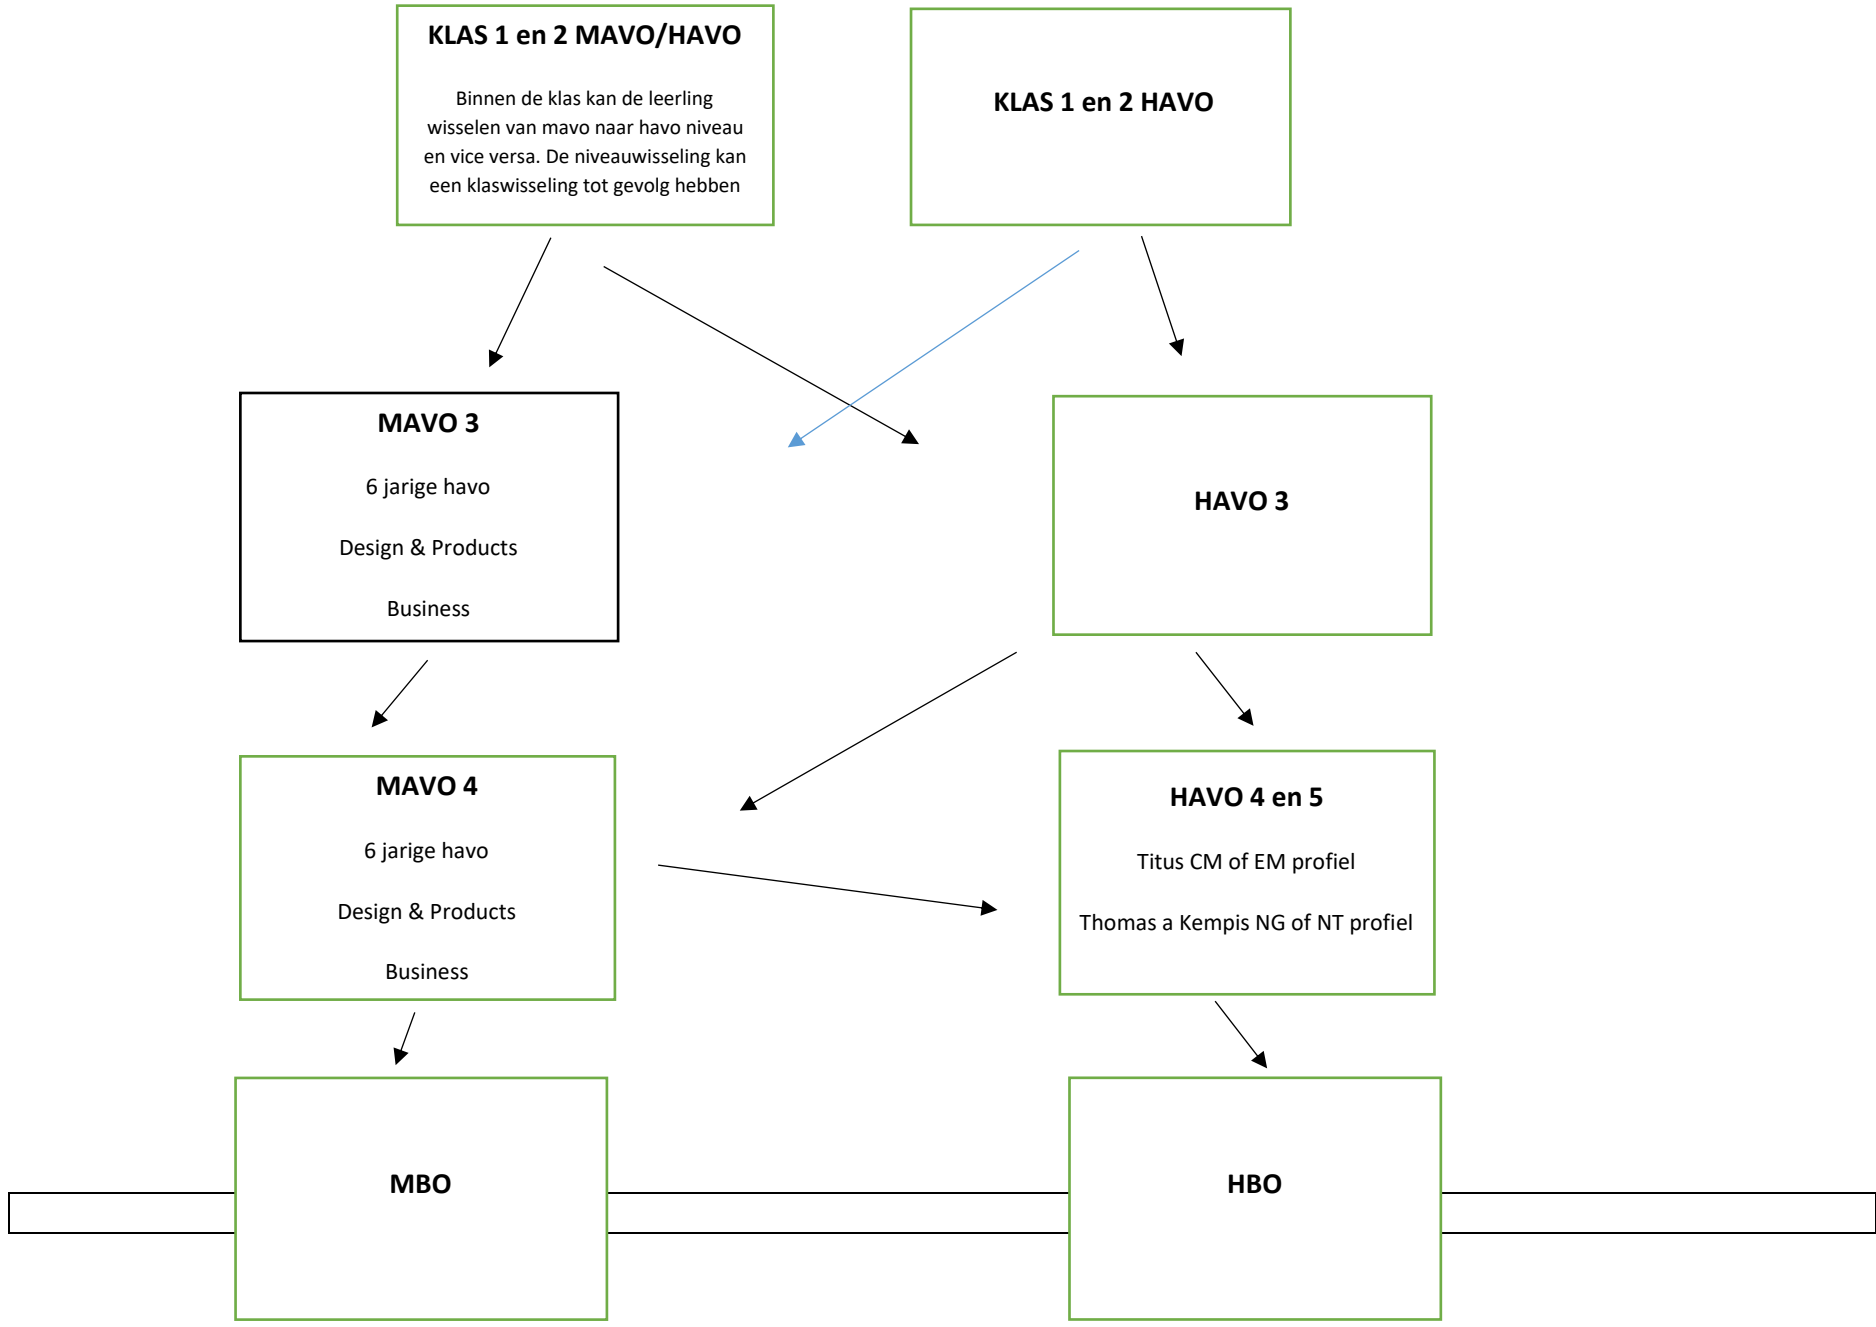 KLAS 1 en 2 MAVO/HAVO
Binnen de klas kan de leerling
wisselen van mavo naar havo niveau
en vice versa. De niveauwisseling kan
een klaswisseling tot gevolg hebben
KLAS 1 en 2 HAVO
MAVO 3
6 jarige havo
Design & Products
Business
HAVO 3
MAVO 4
6 jarige havo
Design & Products
Business
HAVO 4 en 5
Titus CM of EM profiel
Thomas a Kempis NG of NT profiel
MBO
HBO